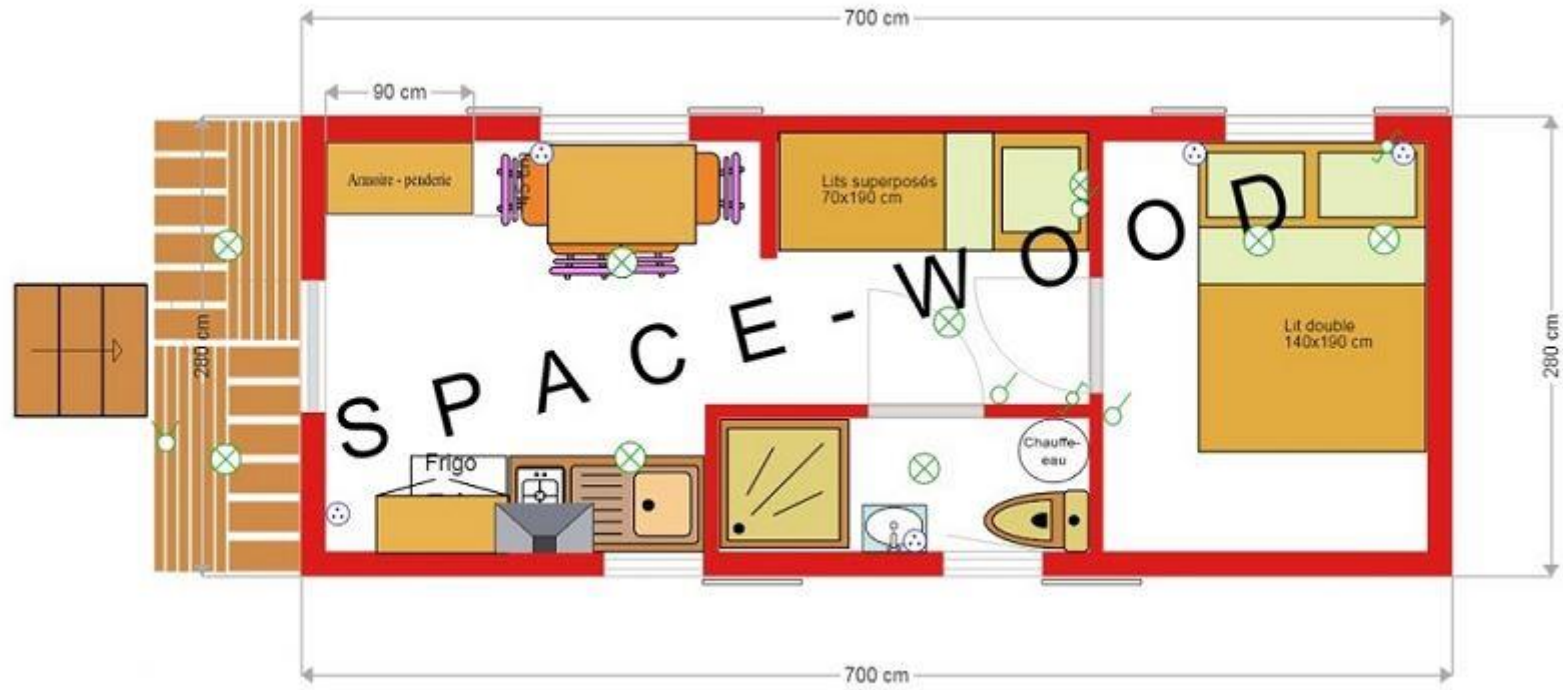 700 cm
90 cm
Armoire - penderie
Lits superposés
70x190 cm
280 cm
Lit double
140x190 cm
280 cm
SPACE-WOOD
Frigo
Chauffe-
eau
700 cm